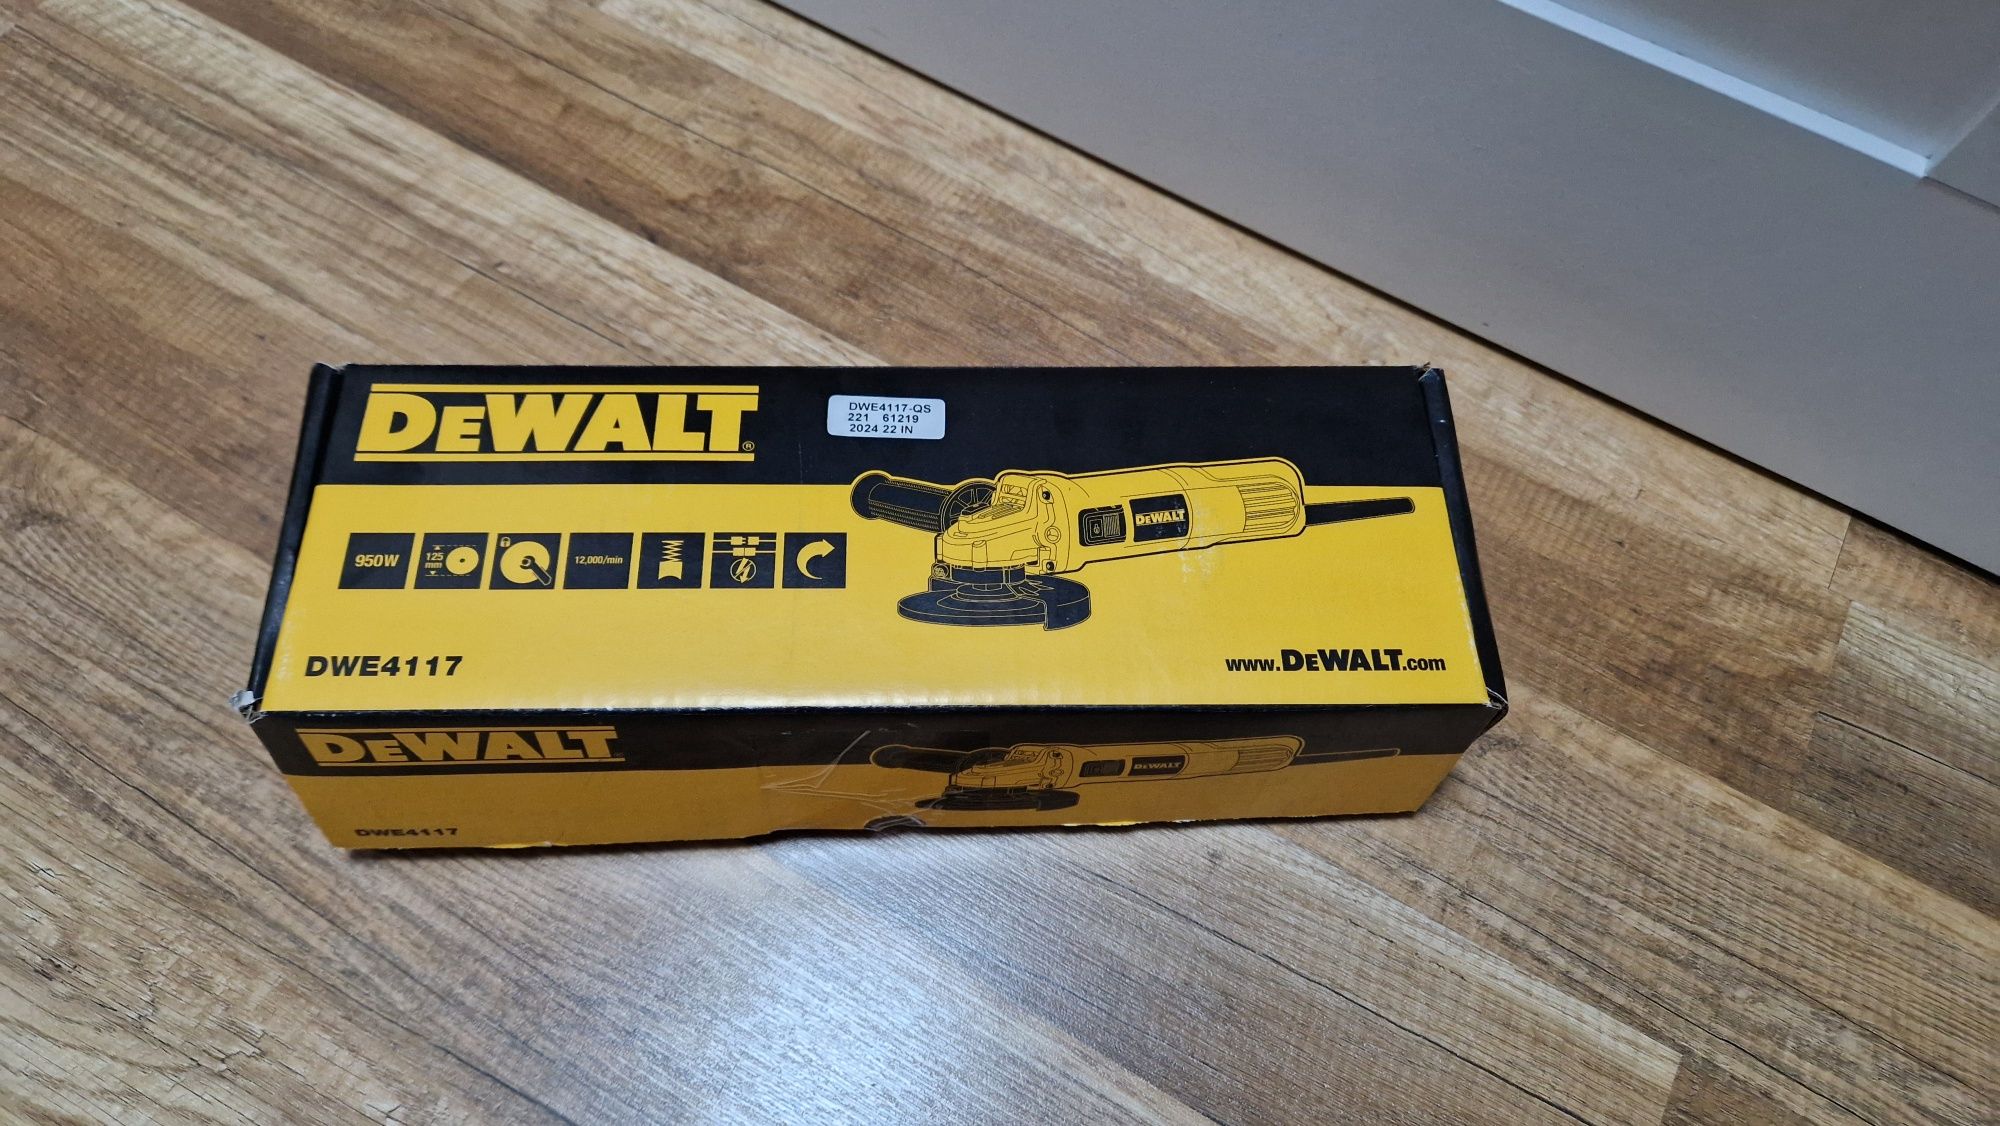 DEWALT®
DWE4117-QS
221 61219
2024 22 IN
DEWALT
950W
125 mm
12,000/min
DWE4117
www.DEWALT.com
DEWALT
DEWALT
DWE4117